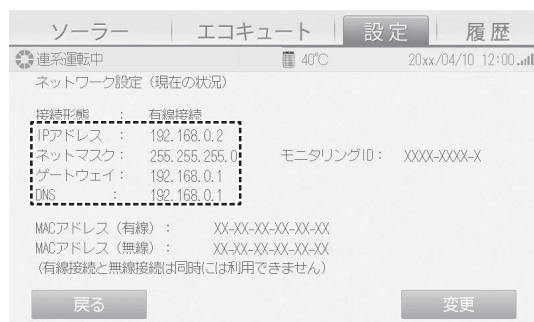 ソーラー エコキュート 設定 履歴
連系運転中 40℃ 20xx/04/10 12:00
ネットワーク設定（現在の状況）
接続形態 ： 有線接続
IPアドレス ： 192.168.0.2
ネットマスク： 255.255.255.0 モニタリングID： XXXX-XXXX-X
ゲートウェイ： 192.168.0.1
DNS ： 192.168.0.1
MACアドレス（有線）： XX-XX-XX-XX-XX-XX
MACアドレス（無線）： XX-XX-XX-XX-XX-XX
（有線接続と無線接続は同時には利用できません）
戻る 変更